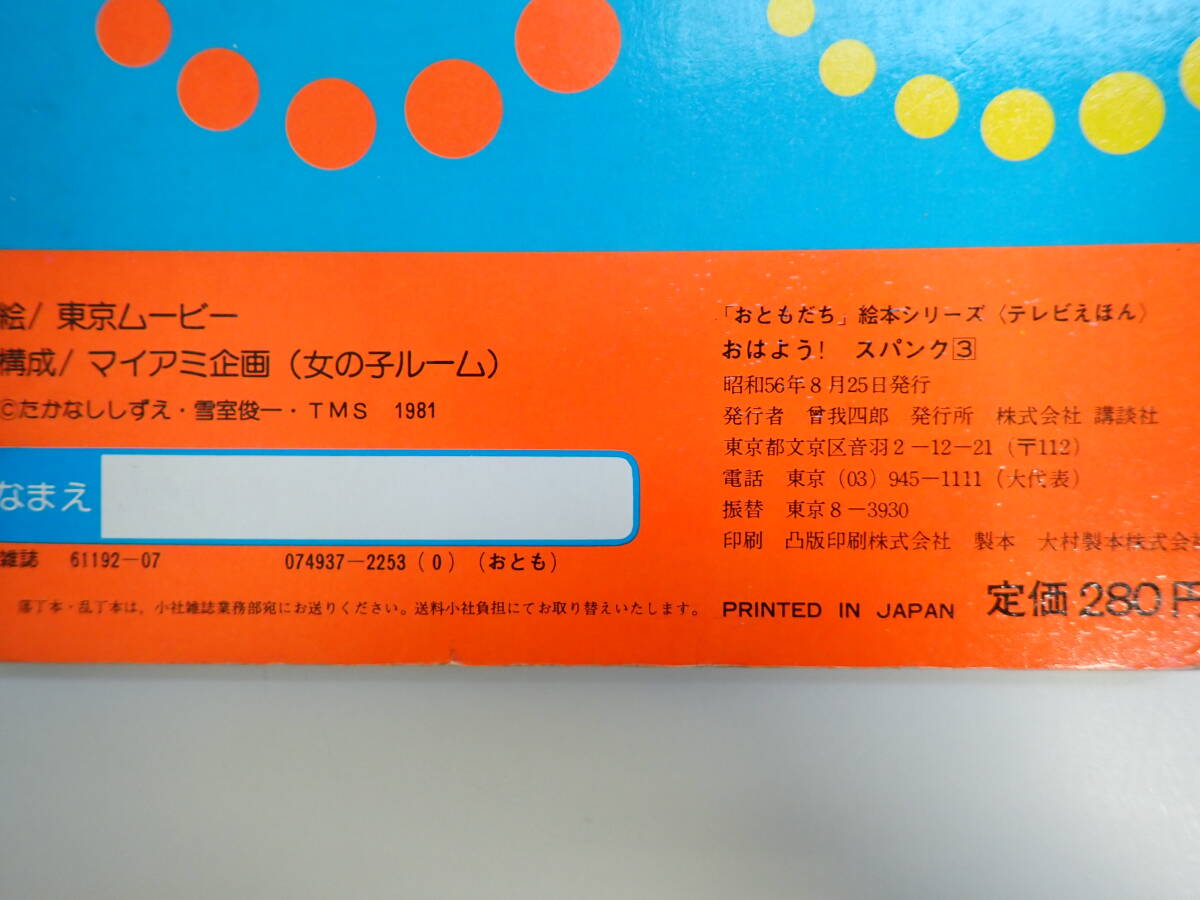 絵/ 東京ムービー
構成/ マイアミ企画（女の子ルーム）
©たかなししずえ・雪室俊一・TMS 1981
なまえ
雑誌 61192-07 074937-2253(0)(おとも)
落丁本・乱丁本は、小社雑誌業務部宛にお送りください。送料小社負担にてお取り替えいたします。
「おともだち」絵本シリーズ〈テレビえほん〉
おはよう! スパンク3
昭和56年8月25日発行
発行者 曾我四郎 発行所 株式会社 講談社
東京都文京区音羽2-12-21(〒112)
電話 東京(03)945-1111(大代表)
振替 東京8-3930
印刷 凸版印刷株式会社 製本 大村製本株式会社
PRINTED IN JAPAN 定価280円